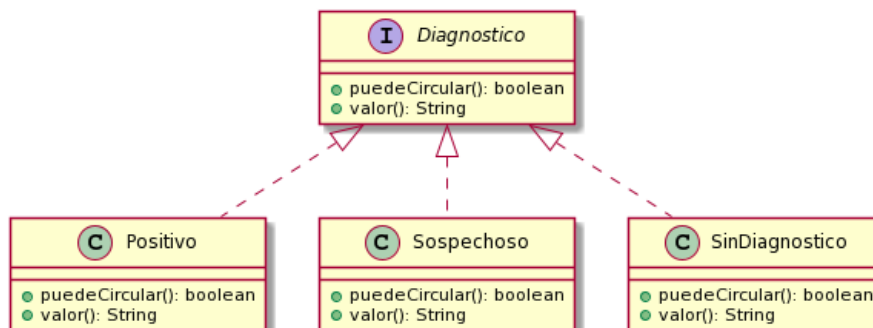 I Diagnostico
puedeCircular(): boolean
valor(): String
C Positivo
puedeCircular(): boolean
valor(): String
C Sospechoso
puedeCircular(): boolean
valor(): String
C SinDiagnostico
puedeCircular(): boolean
valor(): String